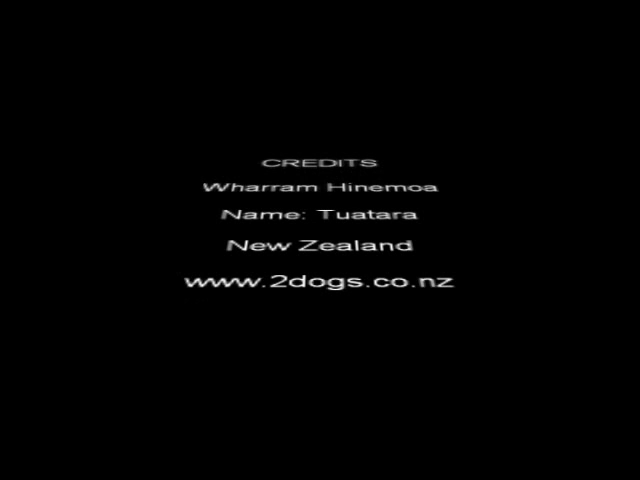 CREDITS
Wharram Hinemoa
Name: Tuatara
New Zealand
www.2dogs.co.nz